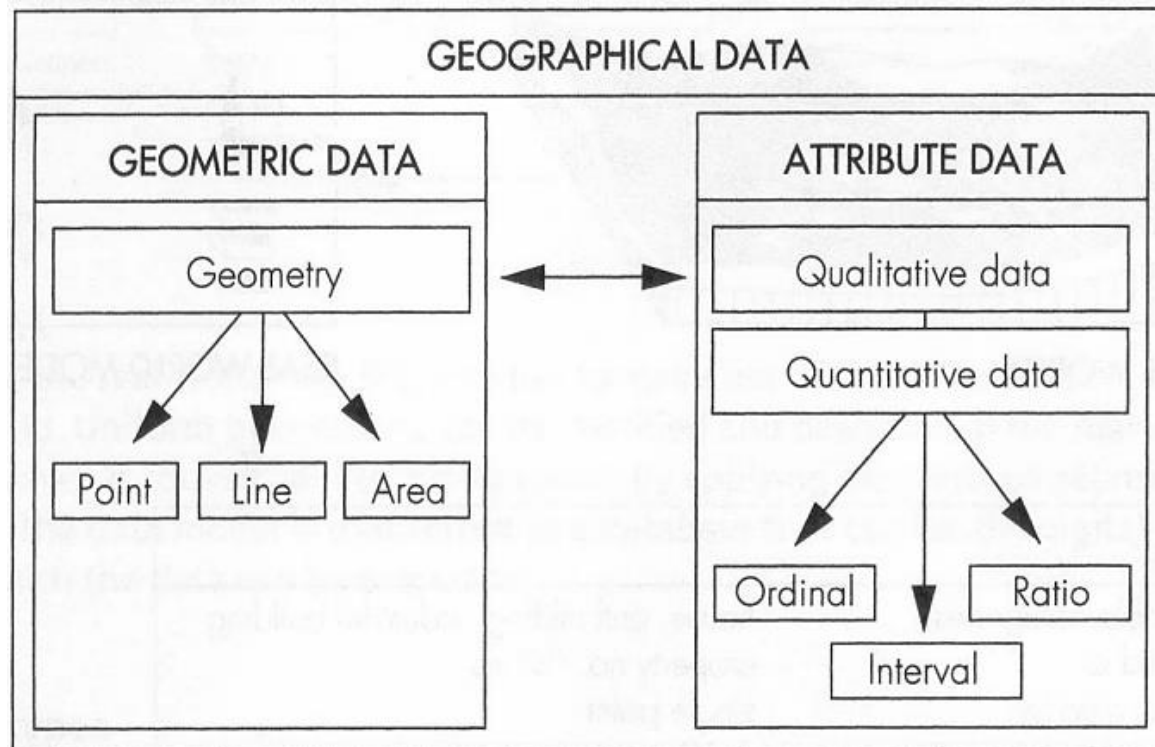 GEOGRAPHICAL DATA
GEOMETRIC DATA
Geometry
Point
Line
Area
ATTRIBUTE DATA
Qualitative data
Quantitative data
Ordinal
Ratio
Interval